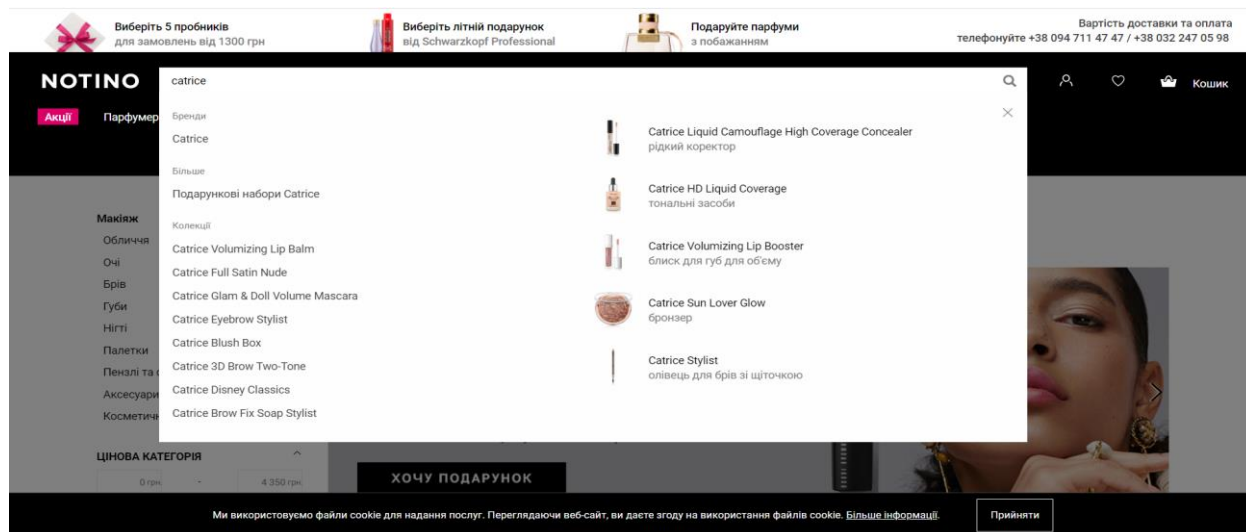 Виберіть 5 пробників
для замовлень від 1300 грн
Виберіть літній подарунок
від Schwarzkopf Professional
Подаруйте парфуми
з побажанням
Вартість доставки та оплата
телефонуйте +38 094 711 47 47 / +38 032 247 05 98
NOTINO
catrice
Кошик
Акції
Парфумер
Бренди
Catrice
Більше
Подарункові набори Catrice
Колекції
Catrice Volumizing Lip Balm
Catrice Full Satin Nude
Catrice Glam & Doll Volume Mascara
Catrice Eyebrow Stylist
Catrice Blush Box
Catrice 3D Brow Two-Tone
Catrice Disney Classics
Catrice Brow Fix Soap Stylist
Catrice Liquid Camouflage High Coverage Concealer
рідкий коректор
Catrice HD Liquid Coverage
тональні засоби
Catrice Volumizing Lip Booster
блиск для губ для об'єму
Catrice Sun Lover Glow
бронзер
Catrice Stylist
олівець для брів зі щіточкою
Макіяж
Обличчя
Очі
Брів
Губи
Нігті
Палетки
Пензлі та
Аксесуари
Косметичн
ЦІНОВА КАТЕГОРІЯ
0 грн - 4 350 грн
ХОЧУ ПОДАРУНОК
Ми використовуємо файли cookie для надання послуг. Переглядаючи веб-сайт, ви даєте згоду на використання файлів cookie. Більше інформації.
Прийняти